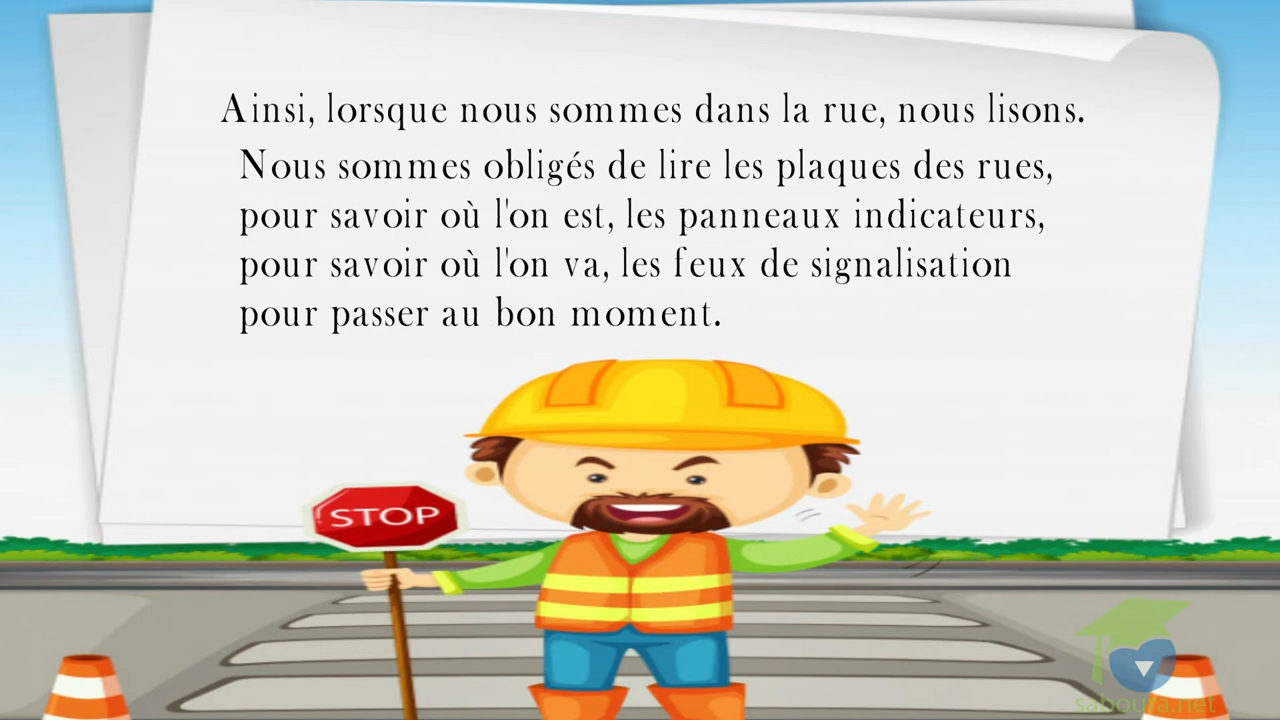 Ainsi, lorsque nous sommes dans la rue, nous lisons.
Nous sommes obligés de lire les plaques des rues,
pour savoir où l'on est, les panneaux indicateurs,
pour savoir où l'on va, les feux de signalisation
pour passer au bon moment.
STOP
saboura.net